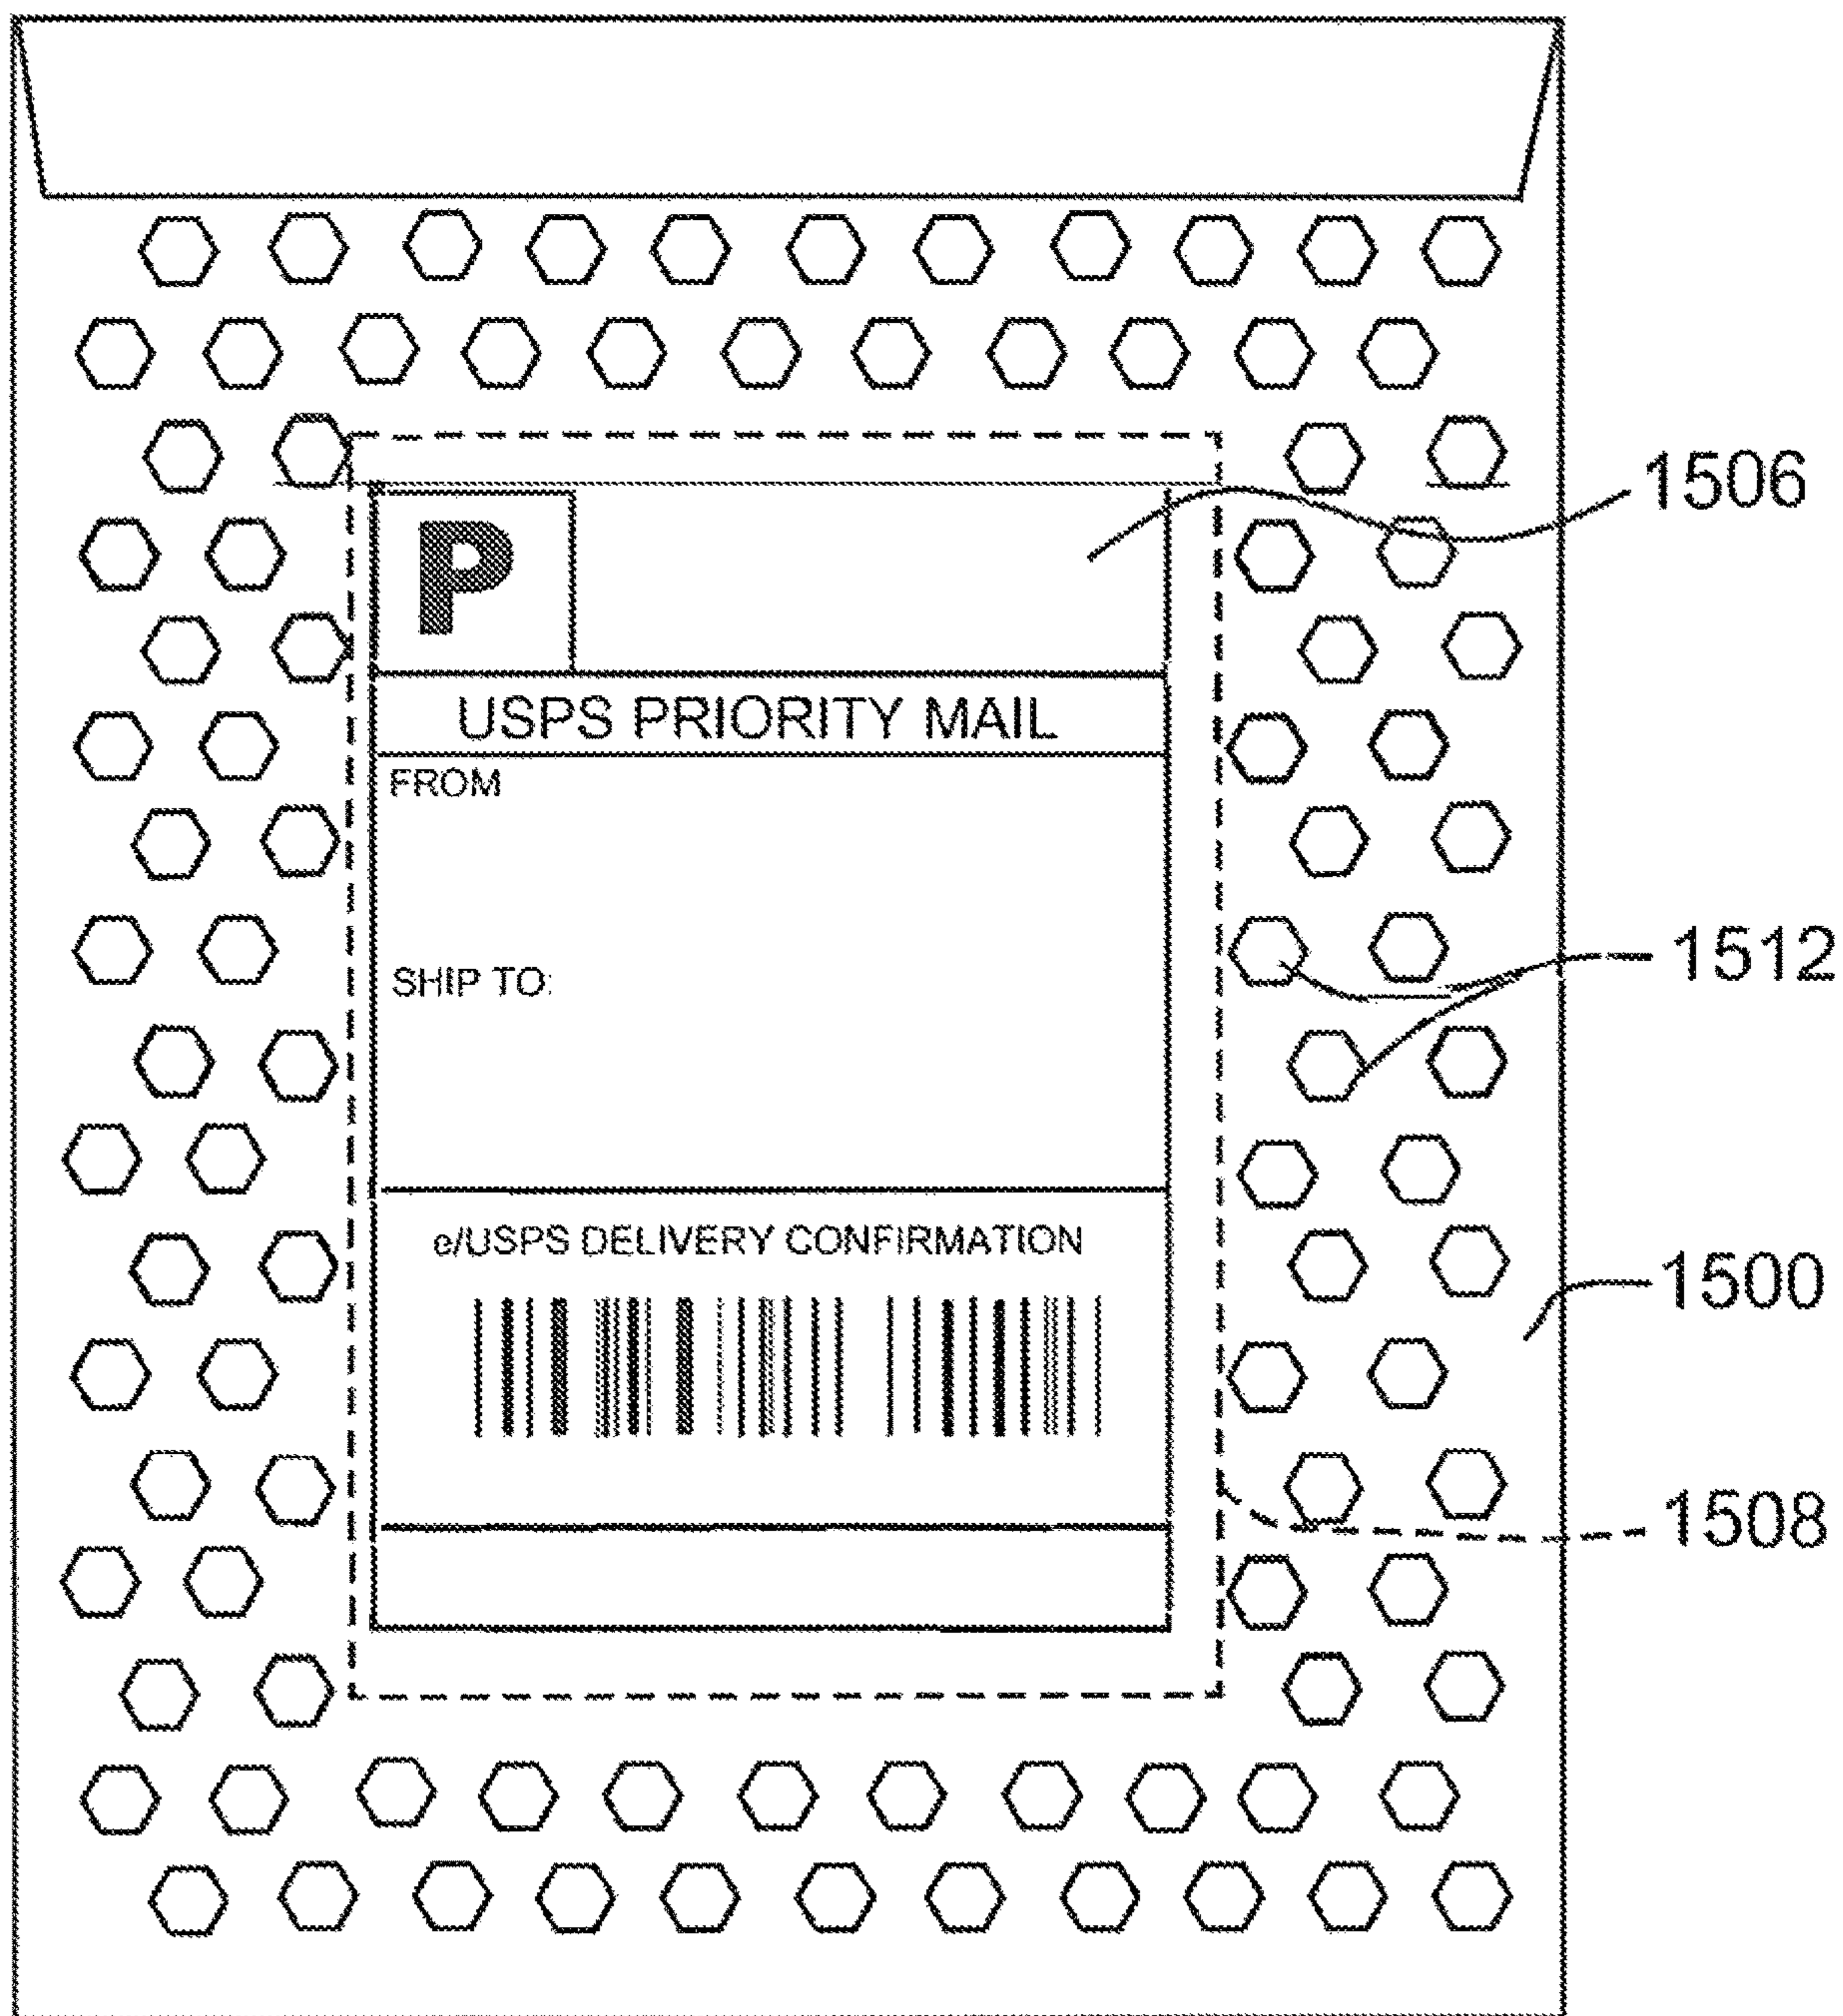 1506
P
USPS PRIORITY MAIL
FROM
SHIP TO:
1512
e/USPS DELIVERY CONFIRMATION
1500
1508